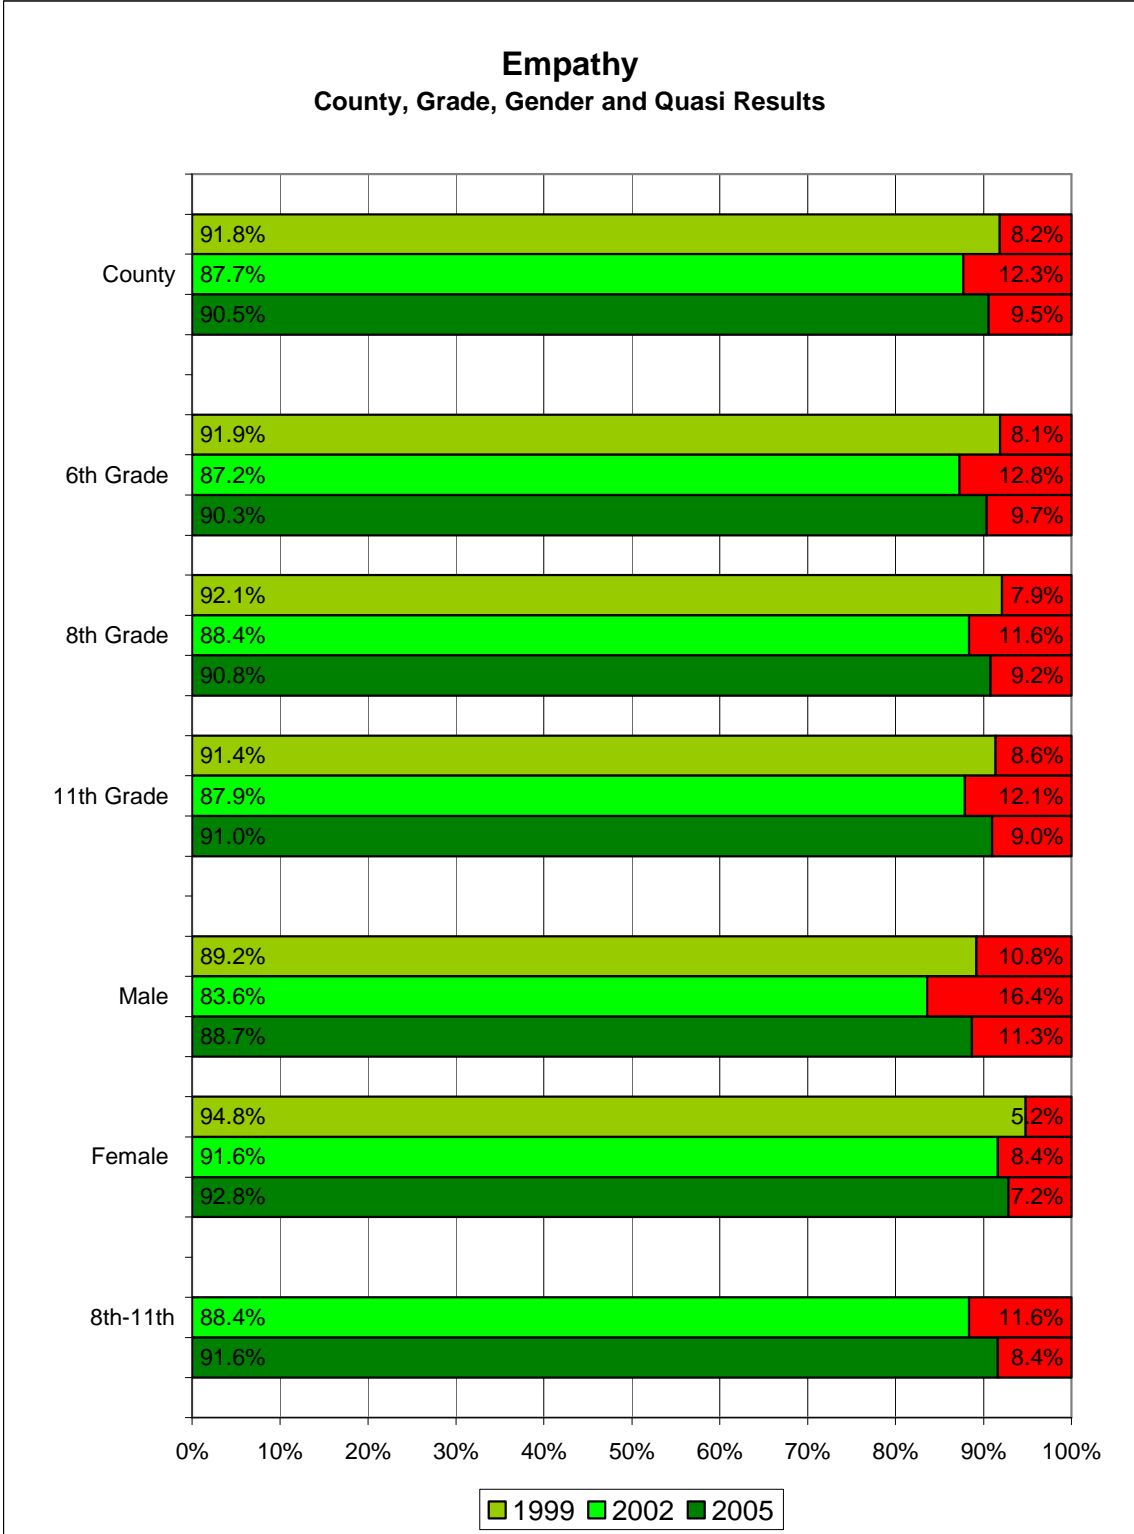 Empathy
County, Grade, Gender and Quasi Results
91.8% 8.2%
County 87.7% 12.3%
90.5% 9.5%
91.9% 8.1%
6th Grade 87.2% 12.8%
90.3% 9.7%
92.1% 7.9%
8th Grade 88.4% 11.6%
90.8% 9.2%
91.4% 8.6%
11th Grade 87.9% 12.1%
91.0% 9.0%
89.2% 10.8%
Male 83.6% 16.4%
88.7% 11.3%
94.8% 5.2%
Female 91.6% 8.4%
92.8% 7.2%
8th-11th 88.4% 11.6%
91.6% 8.4%
0% 10% 20% 30% 40% 50% 60% 70% 80% 90% 100%
1999 2002 2005